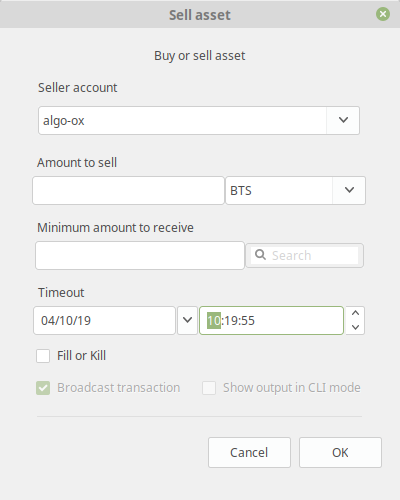 Sell asset
Buy or sell asset
Seller account
algo-ox
Amount to sell
BTS
Minimum amount to receive
Search
Timeout
04/10/19
10:19:55
Fill or Kill
Broadcast transaction
Show output in CLI mode
Cancel
OK